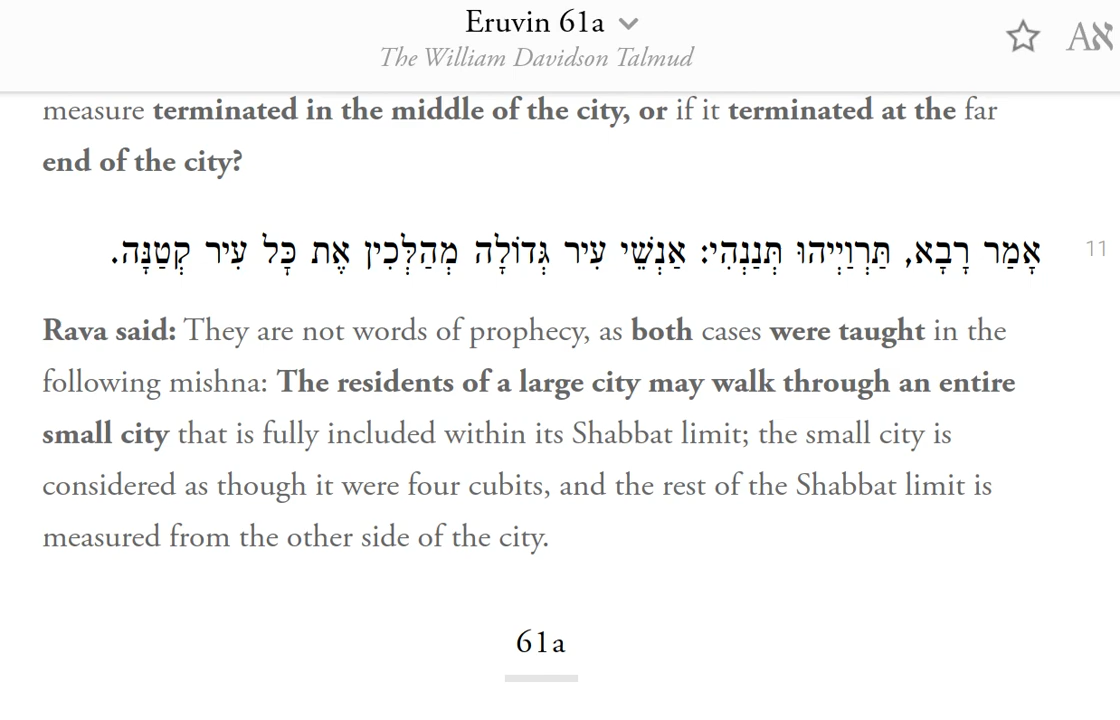 Eruvin 61a
The William Davidson Talmud
Aא
measure terminated in the middle of the city, or if it terminated at the far
end of the city?
אָמַר רָבָא, תַּרְוַיְיהוּ תְּנַנְהִי: אַנְשֵׁי עִיר גְּדוֹלָה מְהַלְּכִין אֶת כׇּל עִיר קְטַנָּה.
11
Rava said: They are not words of prophecy, as both cases were taught in the
following mishna: The residents of a large city may walk through an entire
small city that is fully included within its Shabbat limit; the small city is
considered as though it were four cubits, and the rest of the Shabbat limit is
measured from the other side of the city.
61a